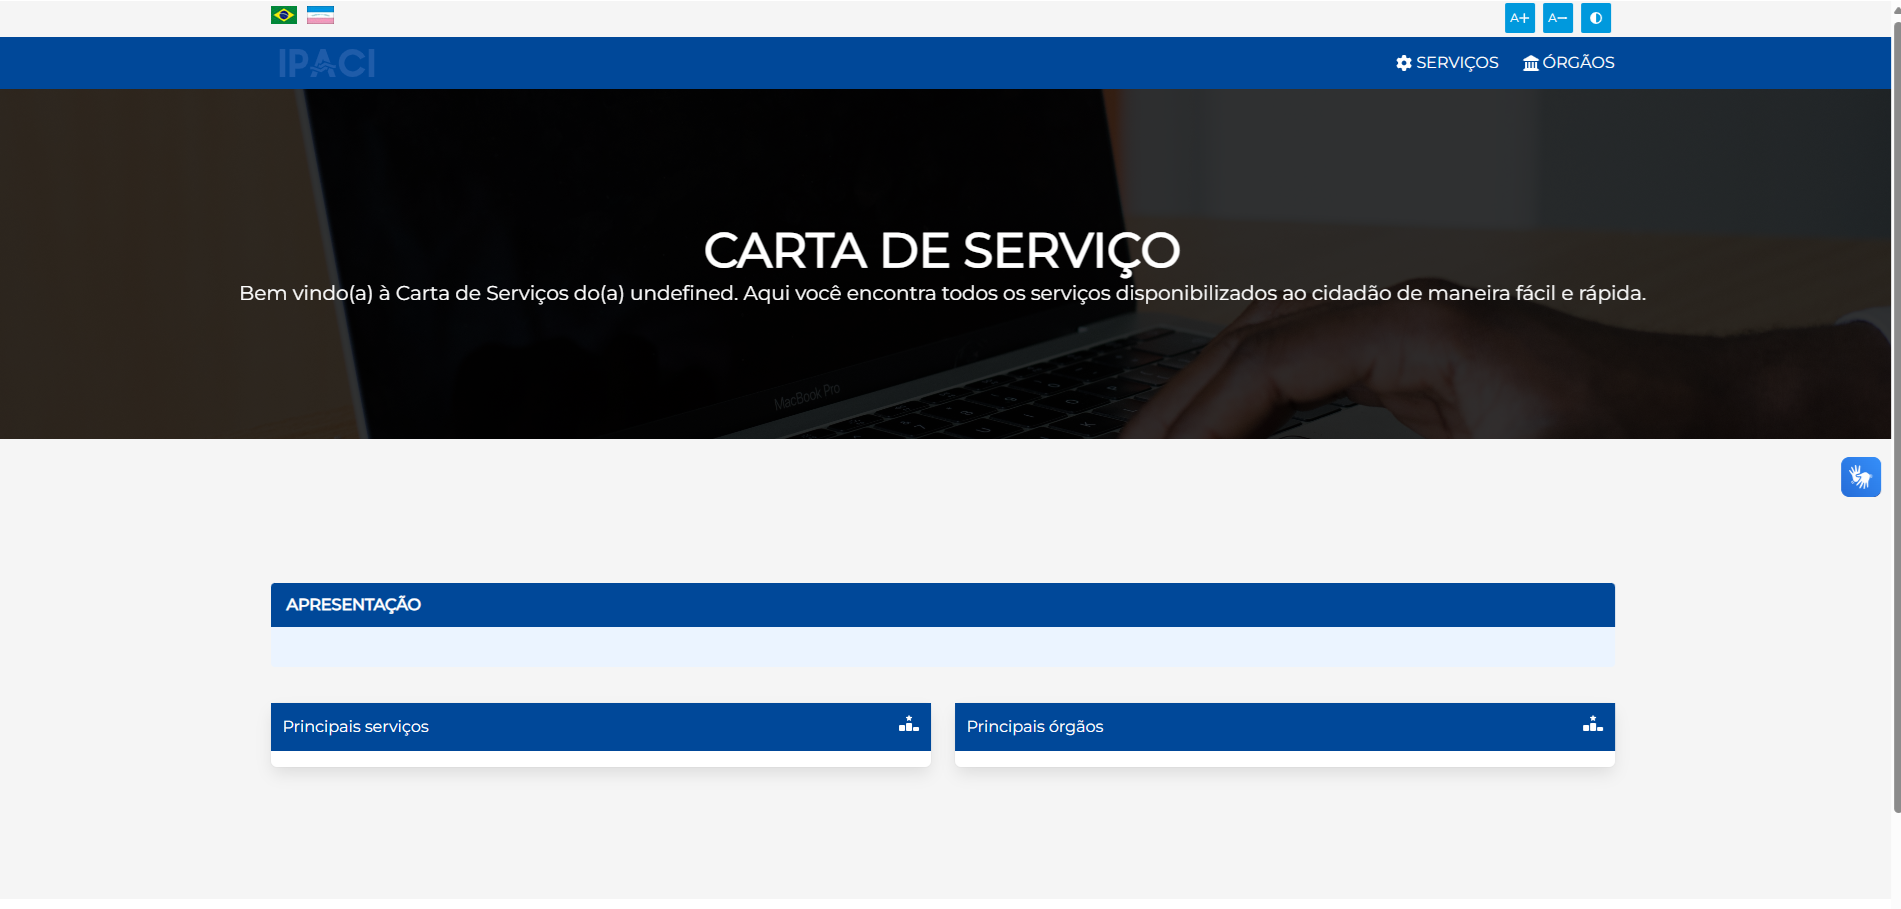 A+ A− 
IPACI
SERVIÇOS ÓRGÃOS
CARTA DE SERVIÇO
Bem vindo(a) à Carta de Serviços do(a) undefined. Aqui você encontra todos os serviços disponibilizados ao cidadão de maneira fácil e rápida.
MacBook Pro
APRESENTAÇÃO
Principais serviços
Principais órgãos